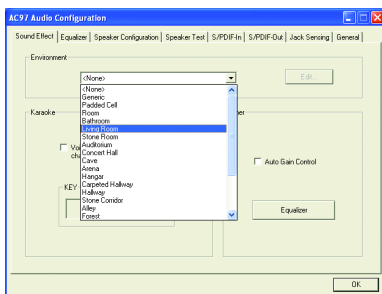 AC97 Audio Configuration
Sound Effect Equalizer Speaker Configuration Speaker Test S/PDIF-In S/PDIF-Out Jack Sensing General
Environment
<None>
Edit...
<None>
Generic
Padded Cell
Room
Bathroom
Living Room
Stone Room
Auditorium
Concert Hall
Cave
Arena
Hangar
Carpeted Hallway
Hallway
Stone Corridor
Alley
Forest
Karaoke
KEY
Auto Gain Control
Equalizer
OK